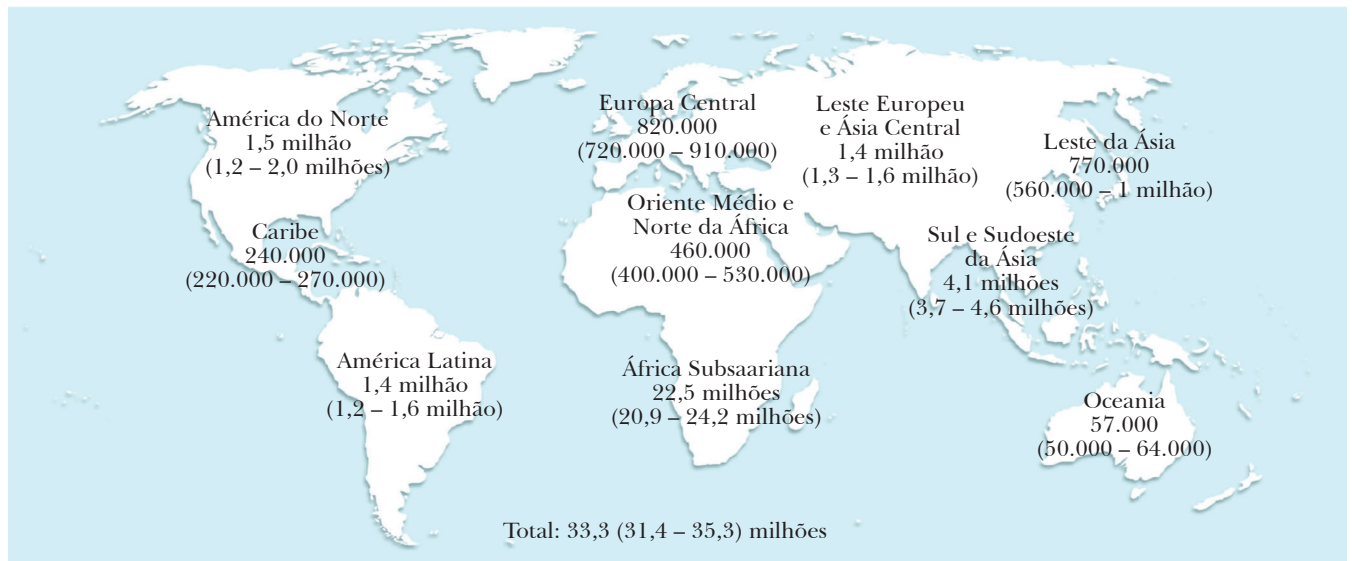 América do Norte
1,5 milhão
(1,2 – 2,0 milhões)
Europa Central
820.000
(720.000 – 910.000)
Leste Europeu
e Ásia Central
1,4 milhão
(1,3 – 1,6 milhão)
Leste da Ásia
770.000
(560.000 – 1 milhão)
Caribe
240.000
(220.000 – 270.000)
Oriente Médio e
Norte da África
460.000
(400.000 – 530.000)
Sul e Sudoeste
da Ásia
4,1 milhões
(3,7 – 4,6 milhões)
América Latina
1,4 milhão
(1,2 – 1,6 milhão)
África Subsaariana
22,5 milhões
(20,9 – 24,2 milhões)
Oceania
57.000
(50.000 – 64.000)
Total: 33,3 (31,4 – 35,3) milhões